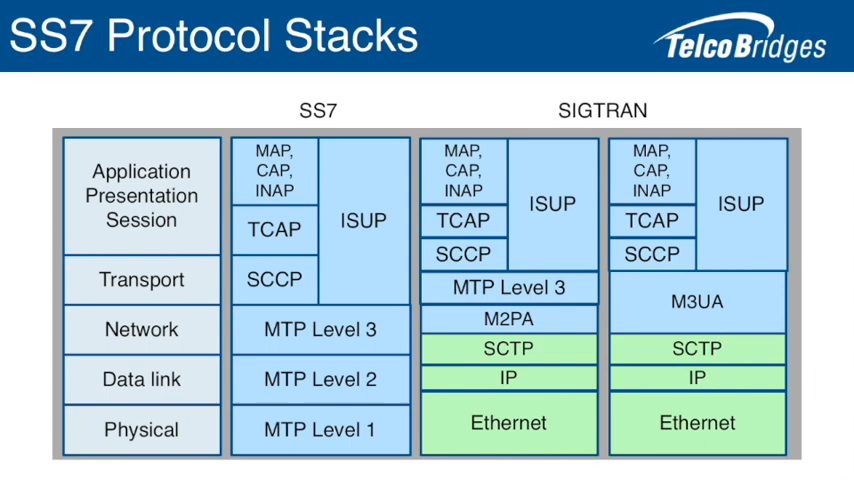 SS7 Protocol Stacks
TelcoBridges
SS7
SIGTRAN
Application
Presentation
Session
Transport
Network
Data link
Physical
MAP,
CAP,
INAP
TCAP
SCCP
ISUP
MTP Level 3
MTP Level 2
MTP Level 1
MAP,
CAP,
INAP
TCAP
SCCP
ISUP
MTP Level 3
M2PA
SCTP
IP
Ethernet
MAP,
CAP,
INAP
TCAP
SCCP
ISUP
M3UA
SCTP
IP
Ethernet